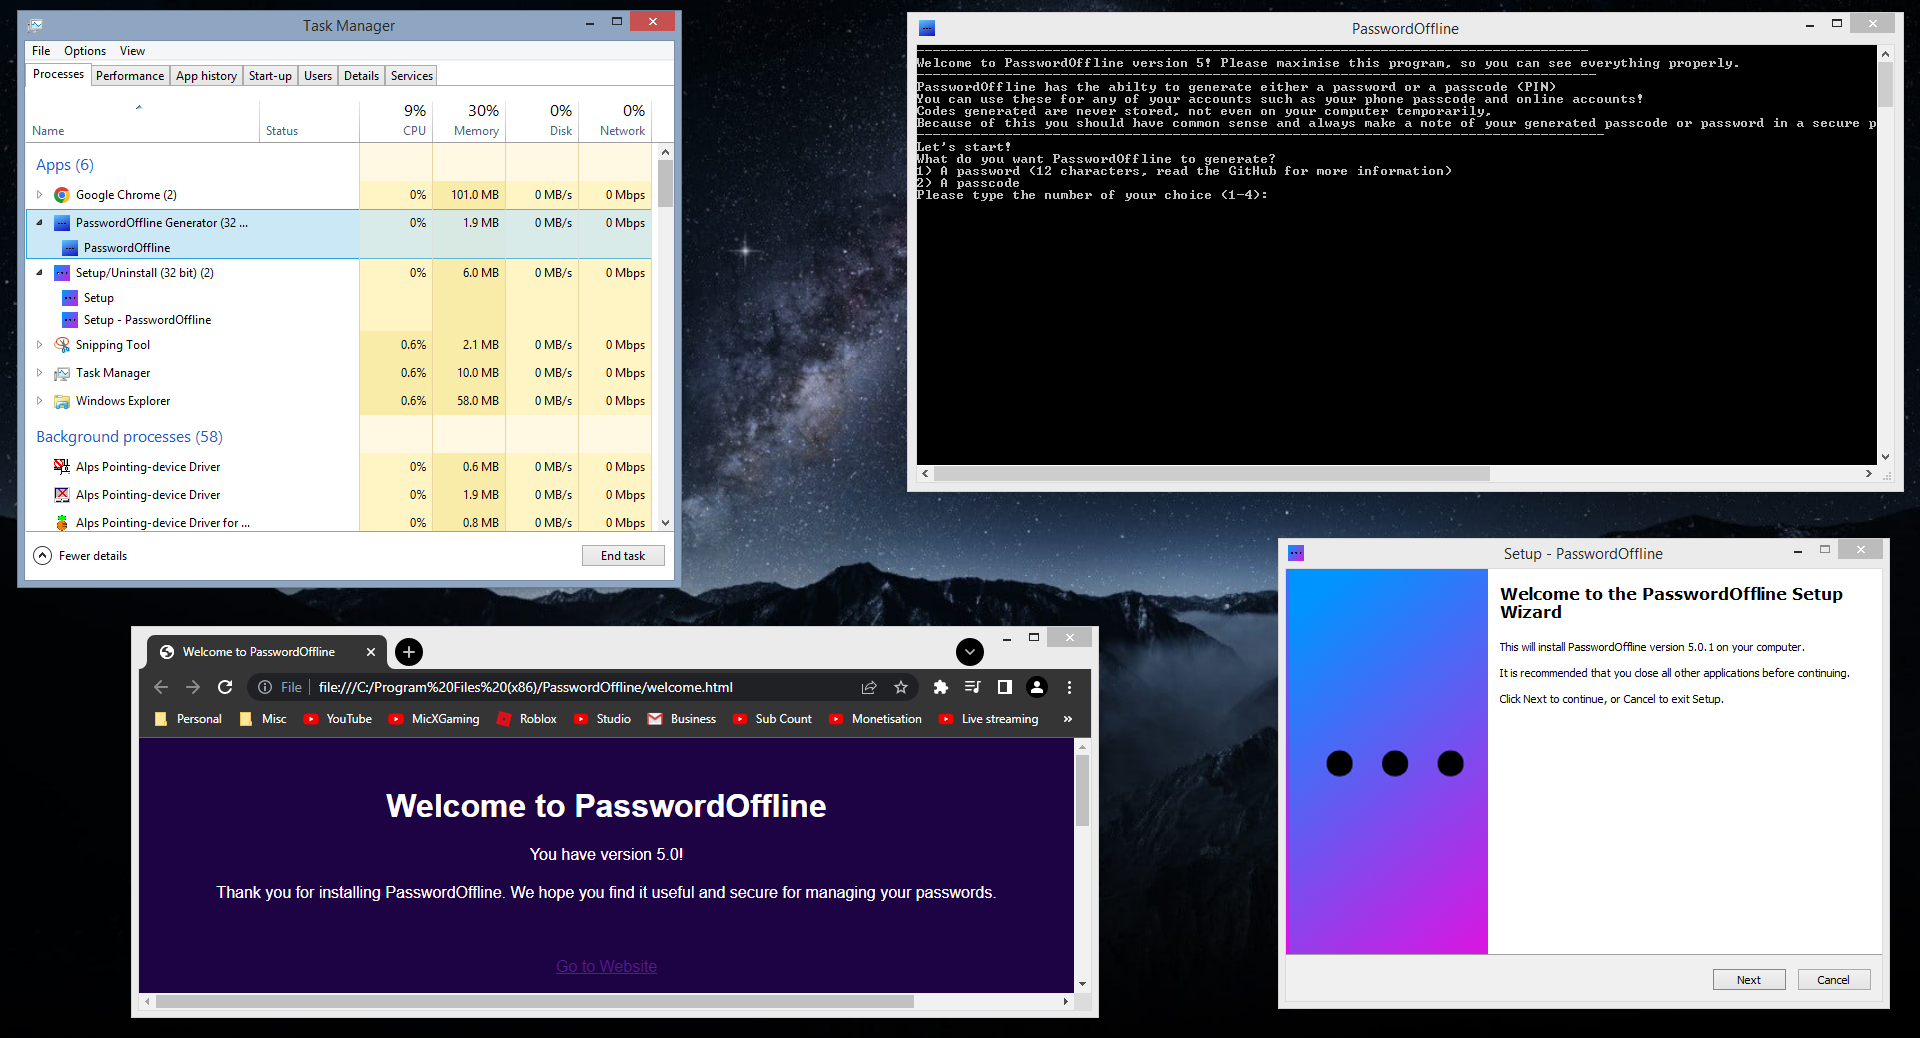 Task Manager
File Options View
Processes Performance App history Start-up Users Details Services
9% 30% 0% 0%
Name Status CPU Memory Disk Network
Apps (6)
Google Chrome (2) 0% 101.0 MB 0 MB/s 0 Mbps
PasswordOffline Generator (32 ... 0% 1.9 MB 0 MB/s 0 Mbps
PasswordOffline
Setup/Uninstall (32 bit) (2) 0% 6.0 MB 0 MB/s 0 Mbps
Setup
Setup - PasswordOffline
Snipping Tool 0.6% 2.1 MB 0 MB/s 0 Mbps
Task Manager 0.6% 10.0 MB 0 MB/s 0 Mbps
Windows Explorer 0.6% 58.0 MB 0 MB/s 0 Mbps
Background processes (58)
Alps Pointing-device Driver 0% 0.6 MB 0 MB/s 0 Mbps
Alps Pointing-device Driver 0% 1.9 MB 0 MB/s 0 Mbps
Alps Pointing-device Driver for ... 0% 0.8 MB 0 MB/s 0 Mbps
Fewer details End task
PasswordOffline
Welcome to PasswordOffline version 5! Please maximise this program, so you can see everything properly.
PasswordOffline has the abilty to generate either a password or a passcode (PIN)
You can use these for any of your accounts such as your phone passcode and online accounts!
Codes generated are never stored, not even on your computer temporarily,
Because of this you should have common sense and always make a note of your generated passcode or password in a secure p
Let's start!
What do you want PasswordOffline to generate?
1) A password (12 characters, read the GitHub for more information)
2) A passcode
Please type the number of your choice (1-4):
Welcome to PasswordOffline
File file:///C:/Program%20Files%20(x86)/PasswordOffline/welcome.html
Personal Misc YouTube MicXGaming Roblox Studio Business Sub Count Monetisation Live streaming »
Welcome to PasswordOffline
You have version 5.0!
Thank you for installing PasswordOffline. We hope you find it useful and secure for managing your passwords.
Go to Website
Setup - PasswordOffline
Welcome to the PasswordOffline Setup
Wizard
This will install PasswordOffline version 5.0.1 on your computer.
It is recommended that you close all other applications before continuing.
Click Next to continue, or Cancel to exit Setup.
Next Cancel